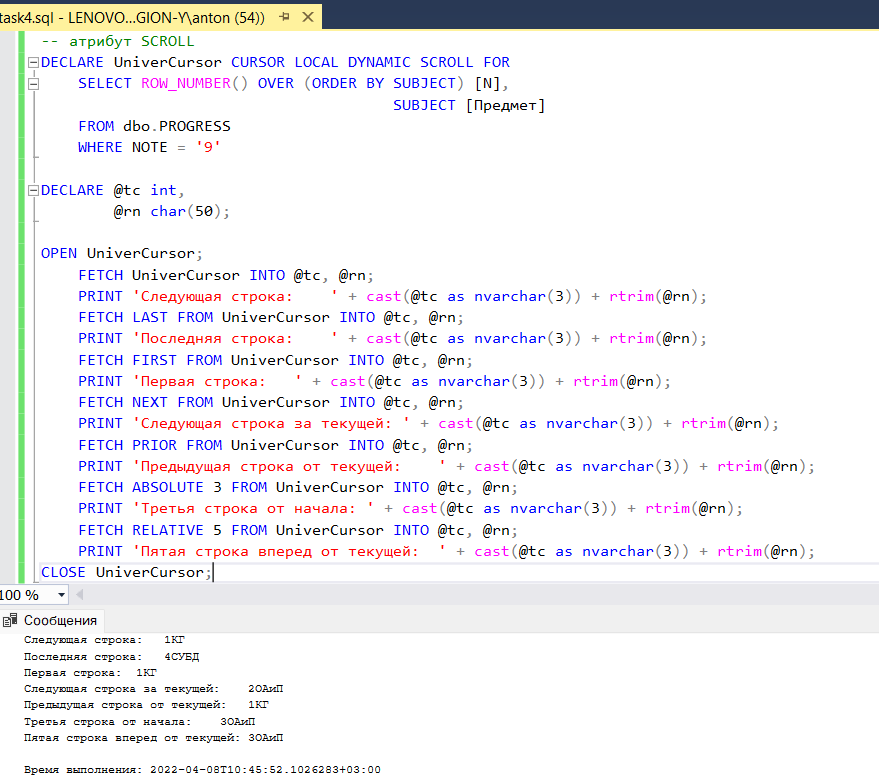 task4.sql - LENOVO...GION-Y\anton (54))
-- атрибут SCROLL
DECLARE UniverCursor CURSOR LOCAL DYNAMIC SCROLL FOR
SELECT ROW_NUMBER() OVER (ORDER BY SUBJECT) [N],
SUBJECT [Предмет]
FROM dbo.PROGRESS
WHERE NOTE = '9'
DECLARE @tc int,
@rn char(50);
OPEN UniverCursor;
FETCH UniverCursor INTO @tc, @rn;
PRINT 'Следующая строка:    ' + cast(@tc as nvarchar(3)) + rtrim(@rn);
FETCH LAST FROM UniverCursor INTO @tc, @rn;
PRINT 'Последняя строка:    ' + cast(@tc as nvarchar(3)) + rtrim(@rn);
FETCH FIRST FROM UniverCursor INTO @tc, @rn;
PRINT 'Первая строка:   ' + cast(@tc as nvarchar(3)) + rtrim(@rn);
FETCH NEXT FROM UniverCursor INTO @tc, @rn;
PRINT 'Следующая строка за текущей: ' + cast(@tc as nvarchar(3)) + rtrim(@rn);
FETCH PRIOR FROM UniverCursor INTO @tc, @rn;
PRINT 'Предыдущая строка от текущей:    ' + cast(@tc as nvarchar(3)) + rtrim(@rn);
FETCH ABSOLUTE 3 FROM UniverCursor INTO @tc, @rn;
PRINT 'Третья строка от начала: ' + cast(@tc as nvarchar(3)) + rtrim(@rn);
FETCH RELATIVE 5 FROM UniverCursor INTO @tc, @rn;
PRINT 'Пятая строка вперед от текущей:  ' + cast(@tc as nvarchar(3)) + rtrim(@rn);
CLOSE UniverCursor;
100 %
Сообщения
Следующая строка:   1КГ
Последняя строка:   4СУБД
Первая строка:  1КГ
Следующая строка за текущей:    2ОАиП
Предыдущая строка от текущей:   1КГ
Третья строка от начала:    3ОАиП
Пятая строка вперед от текущей: 3ОАиП
Время выполнения: 2022-04-08T10:45:52.1026283+03:00